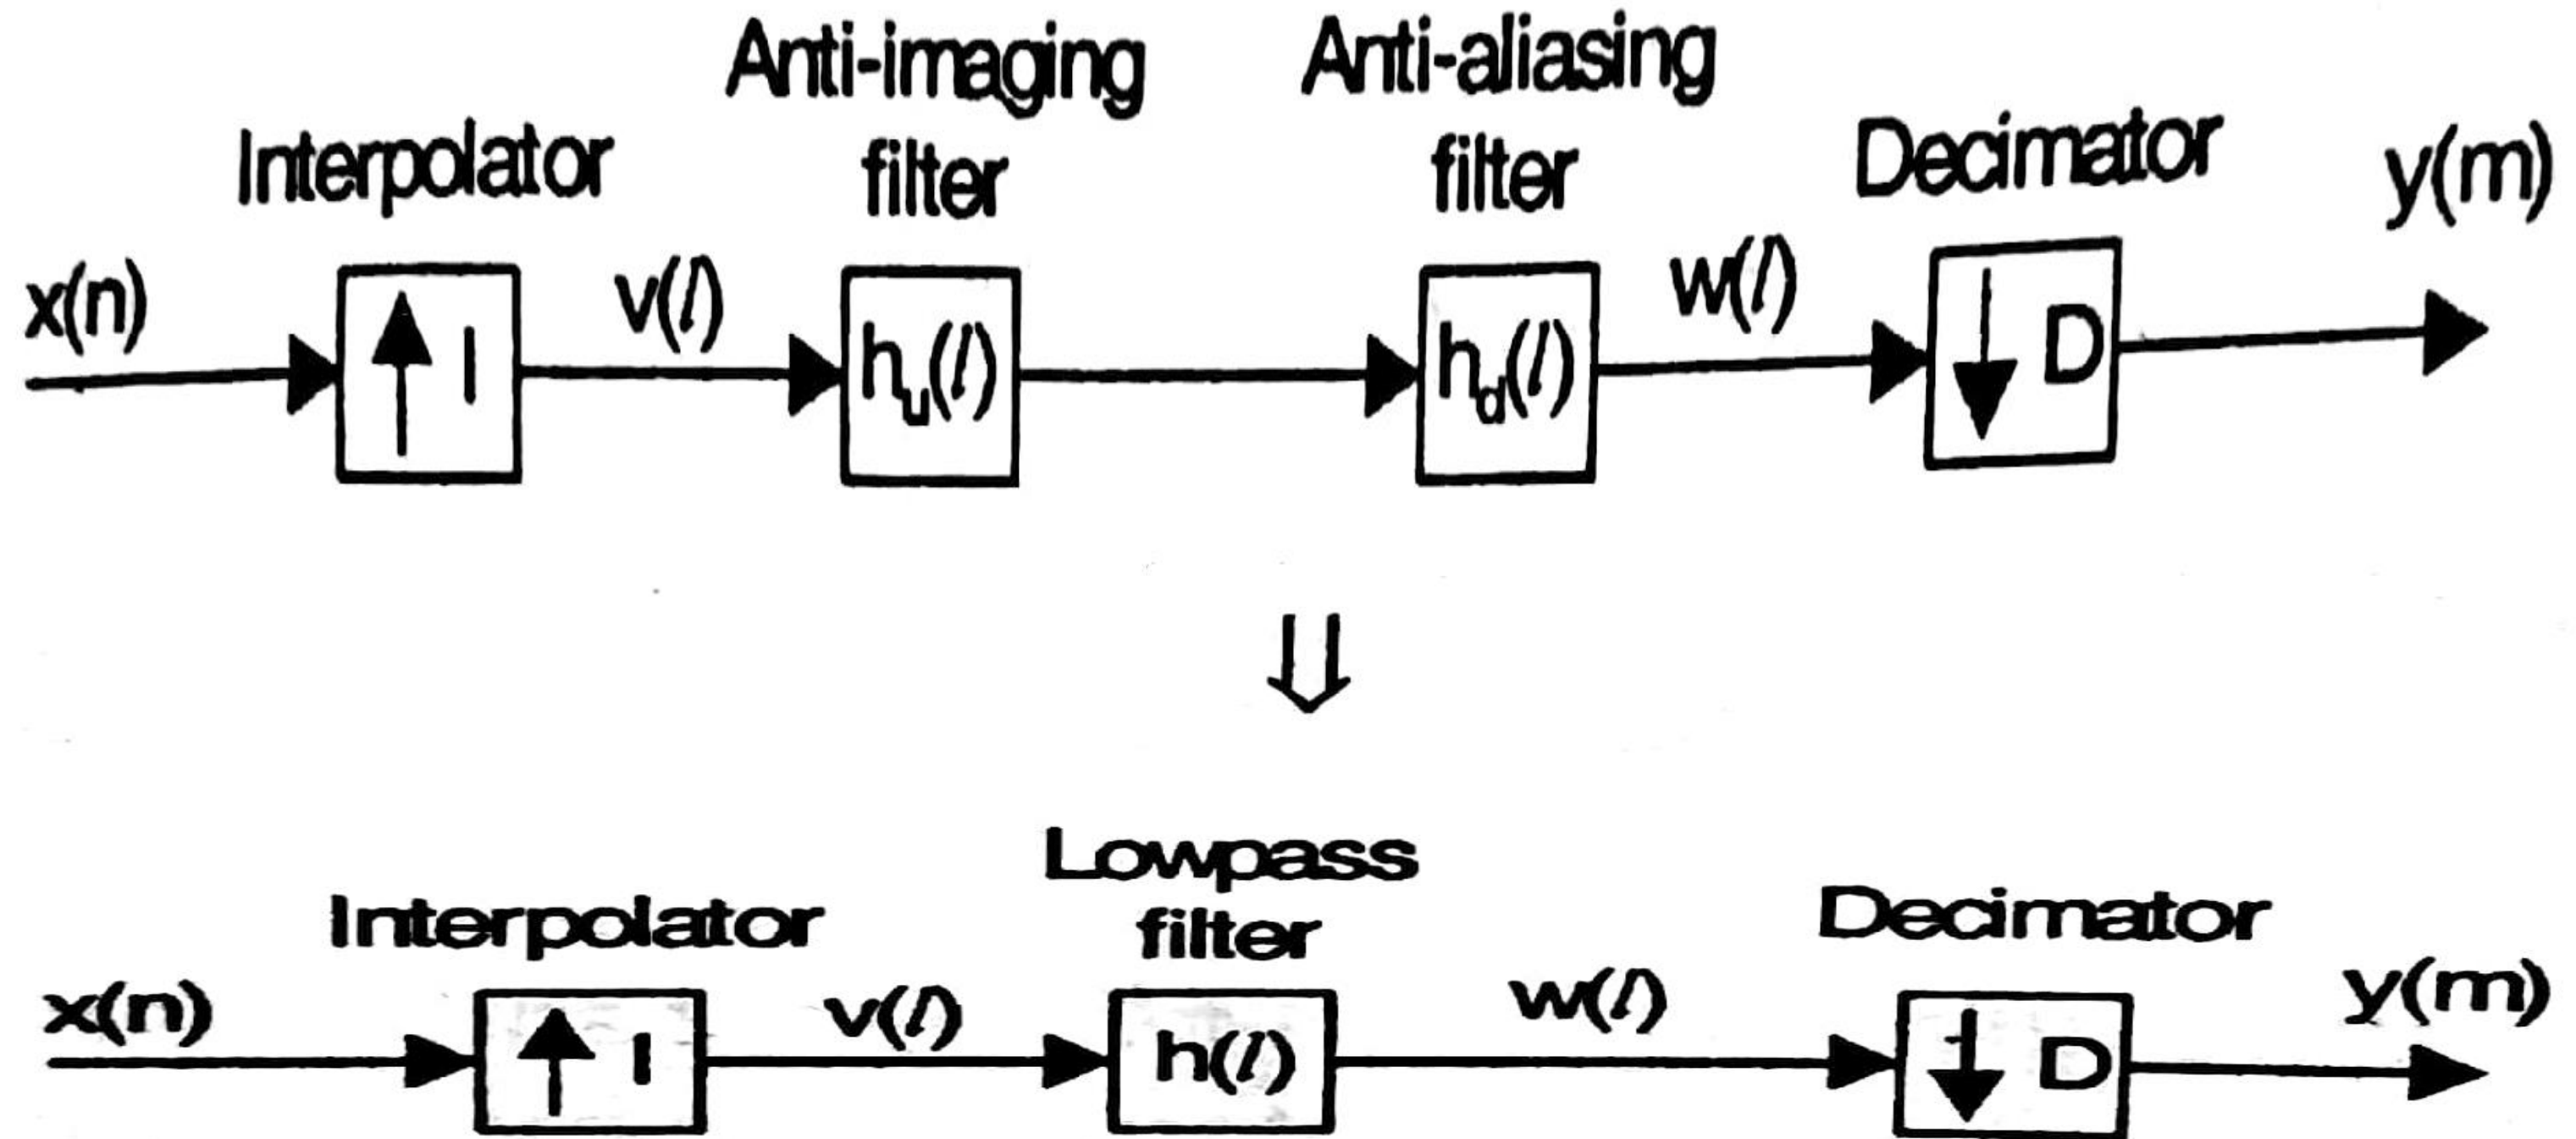 Anti-imaging Anti-aliasing
Interpolator filter filter Decimator y(m)
x(n) v(l) w(l)
↑ I hu(l) hd(l) ↓ D
⇓
Lowpass
Interpolator filter Decimator
x(n) v(l) w(l) y(m)
↑ I h(l) ↓ D